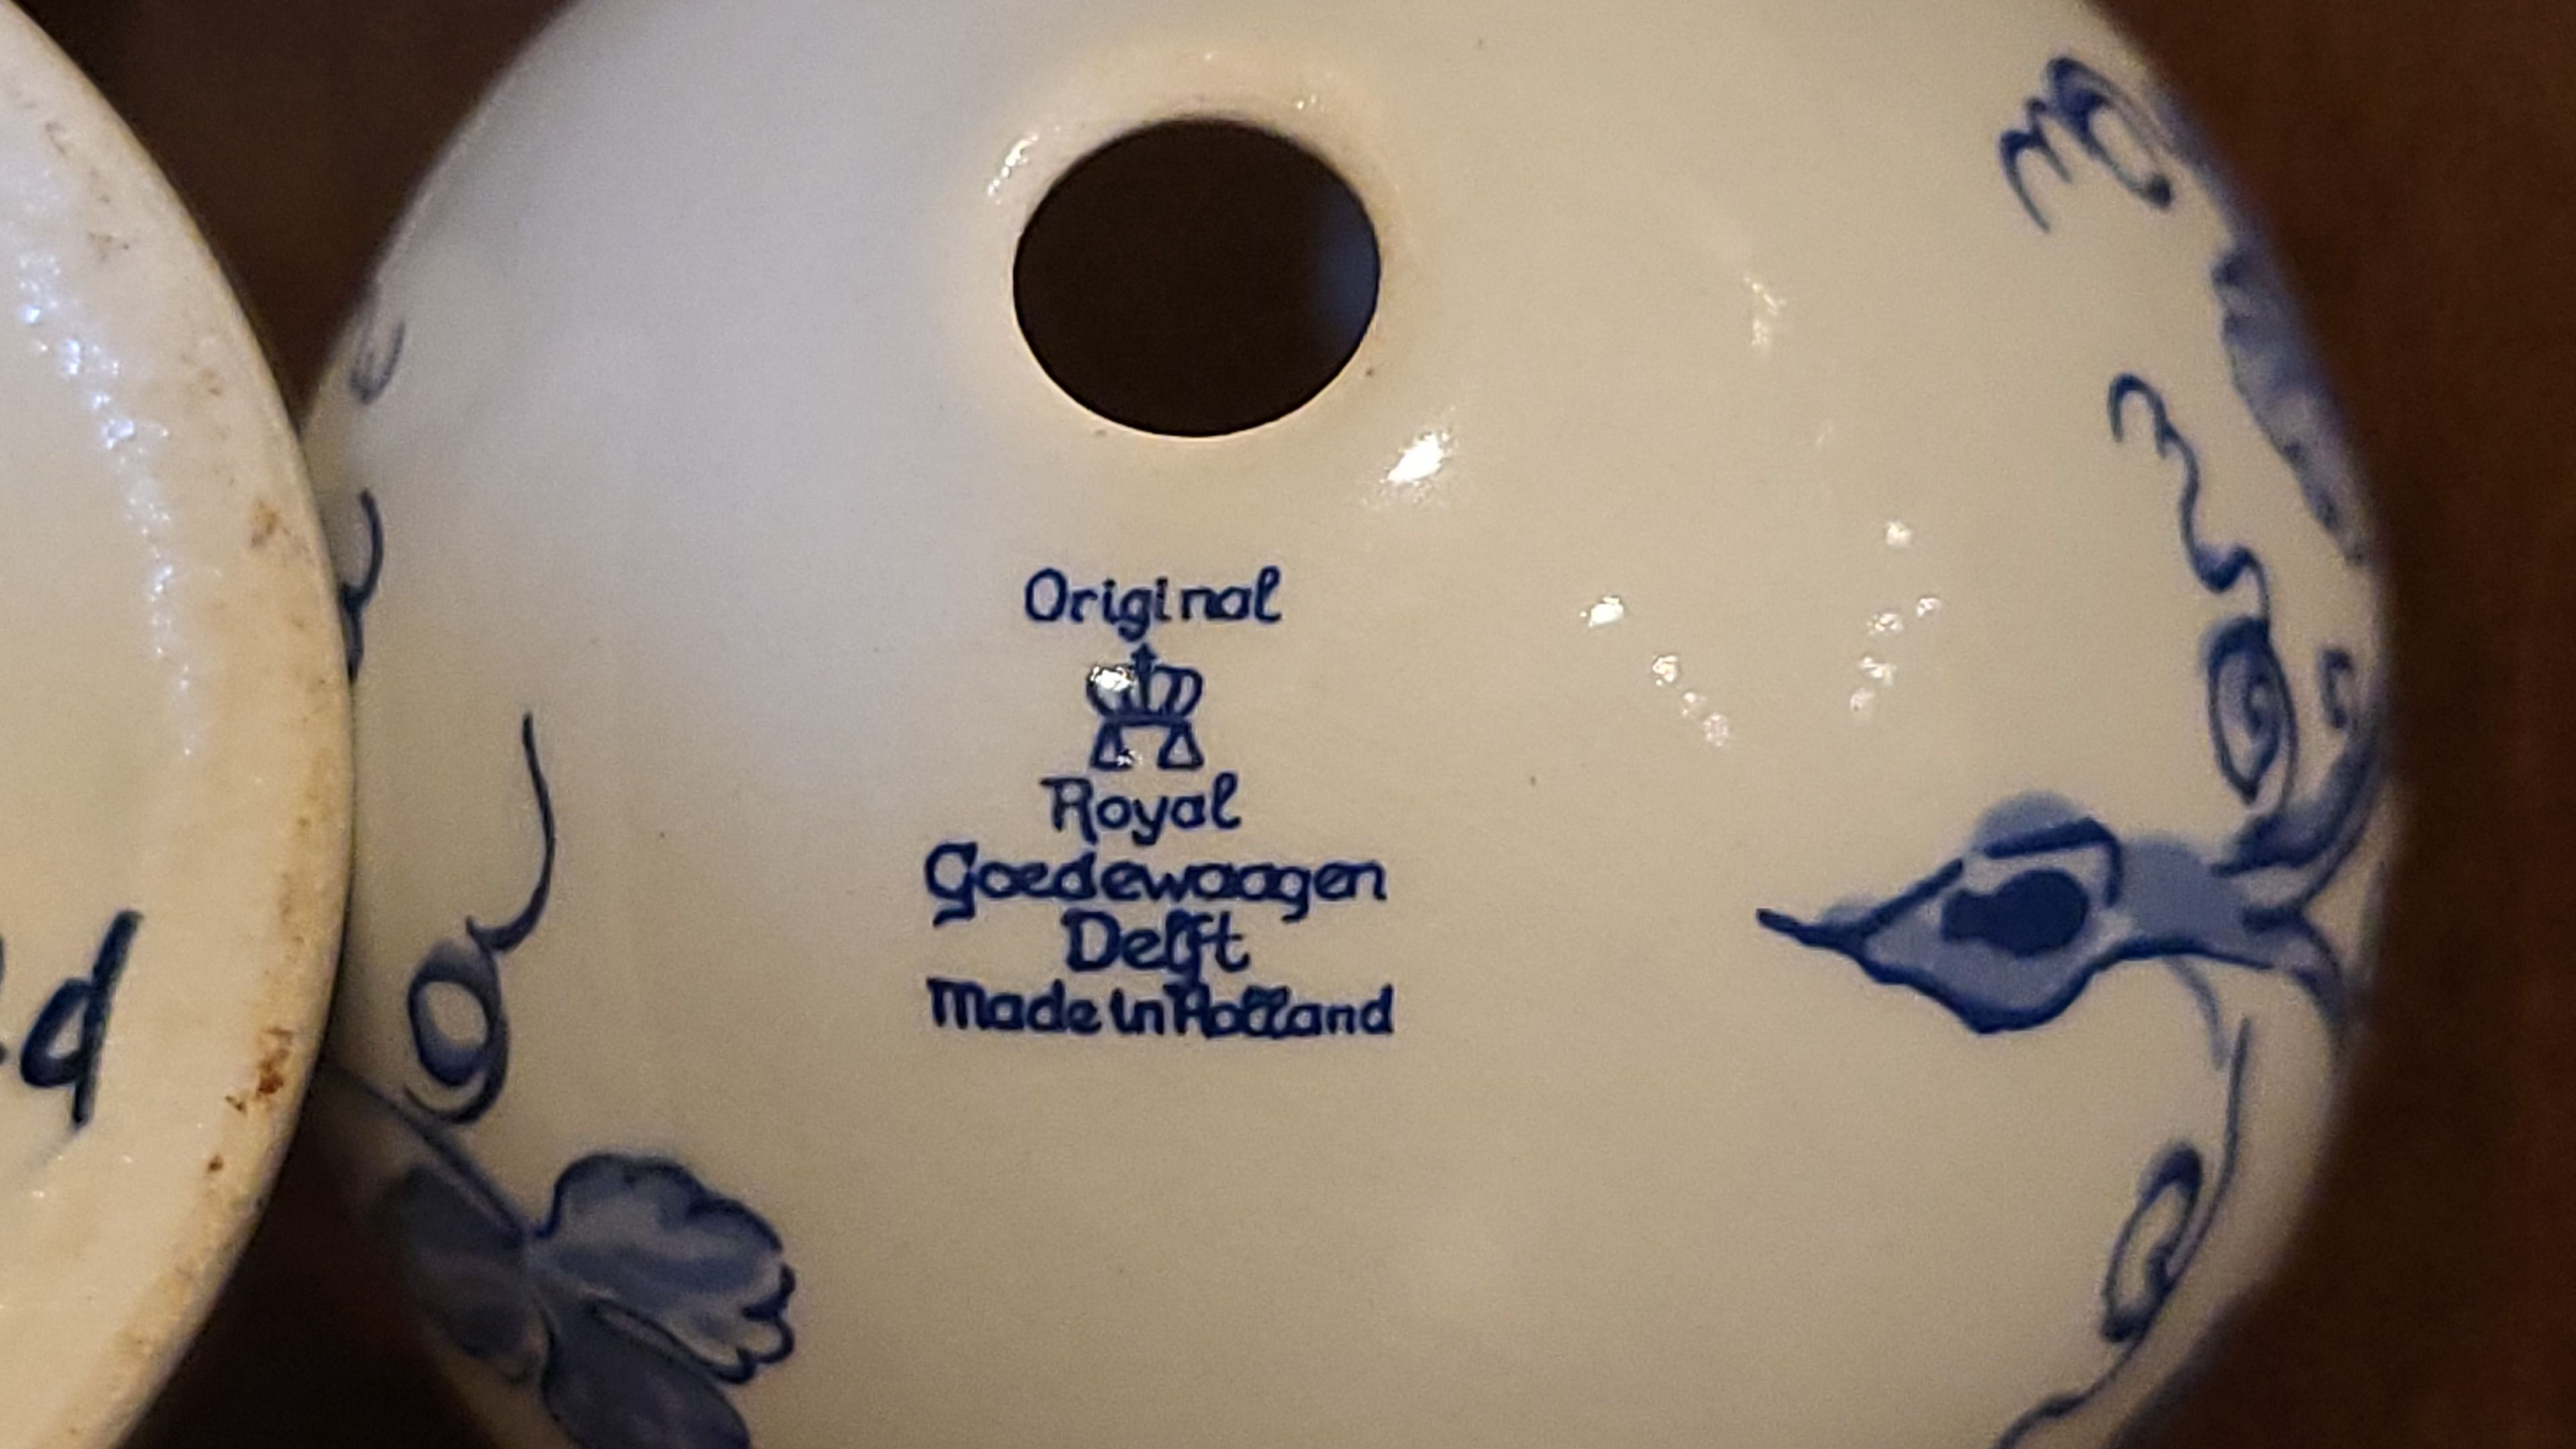 Original
Royal
Goedewaagen
Delft
Made in Holland
d